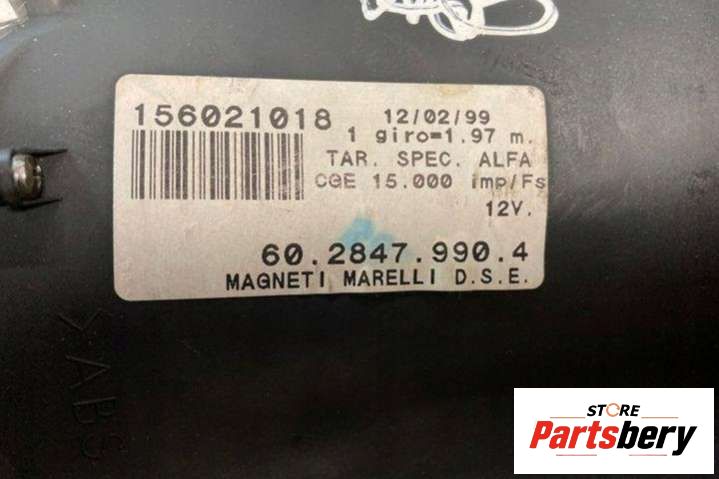 156021018
12/02/99
1 giro=1.97 m.
TAR. SPEC. ALFA
CGE 15.000 imp/Fs
12V.
60.2847.990.4
MAGNETI MARELLI D.S.E.
>ABS
STORE
Partsbery